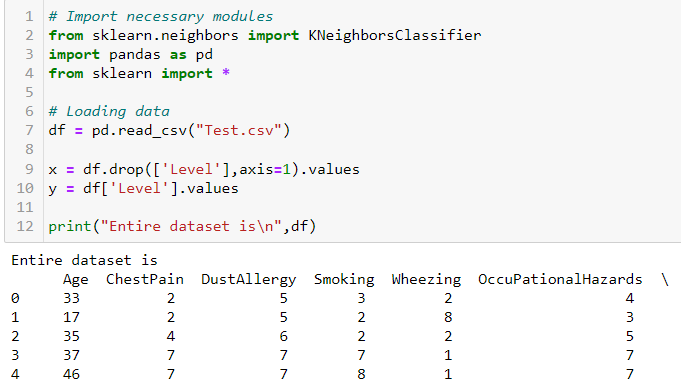 1 # Import necessary modules
2 from sklearn.neighbors import KNeighborsClassifier
3 import pandas as pd
4 from sklearn import *
5
6 # Loading data
7 df = pd.read_csv("Test.csv")
8
9 x = df.drop(['Level'],axis=1).values
10 y = df['Level'].values
11
12 print("Entire dataset is\n",df)
Entire dataset is
Age ChestPain DustAllergy Smoking Wheezing OccuPationalHazards \
0 33 2 5 3 2 4
1 17 2 5 2 8 3
2 35 4 6 2 2 5
3 37 7 7 7 1 7
4 46 7 7 8 1 7